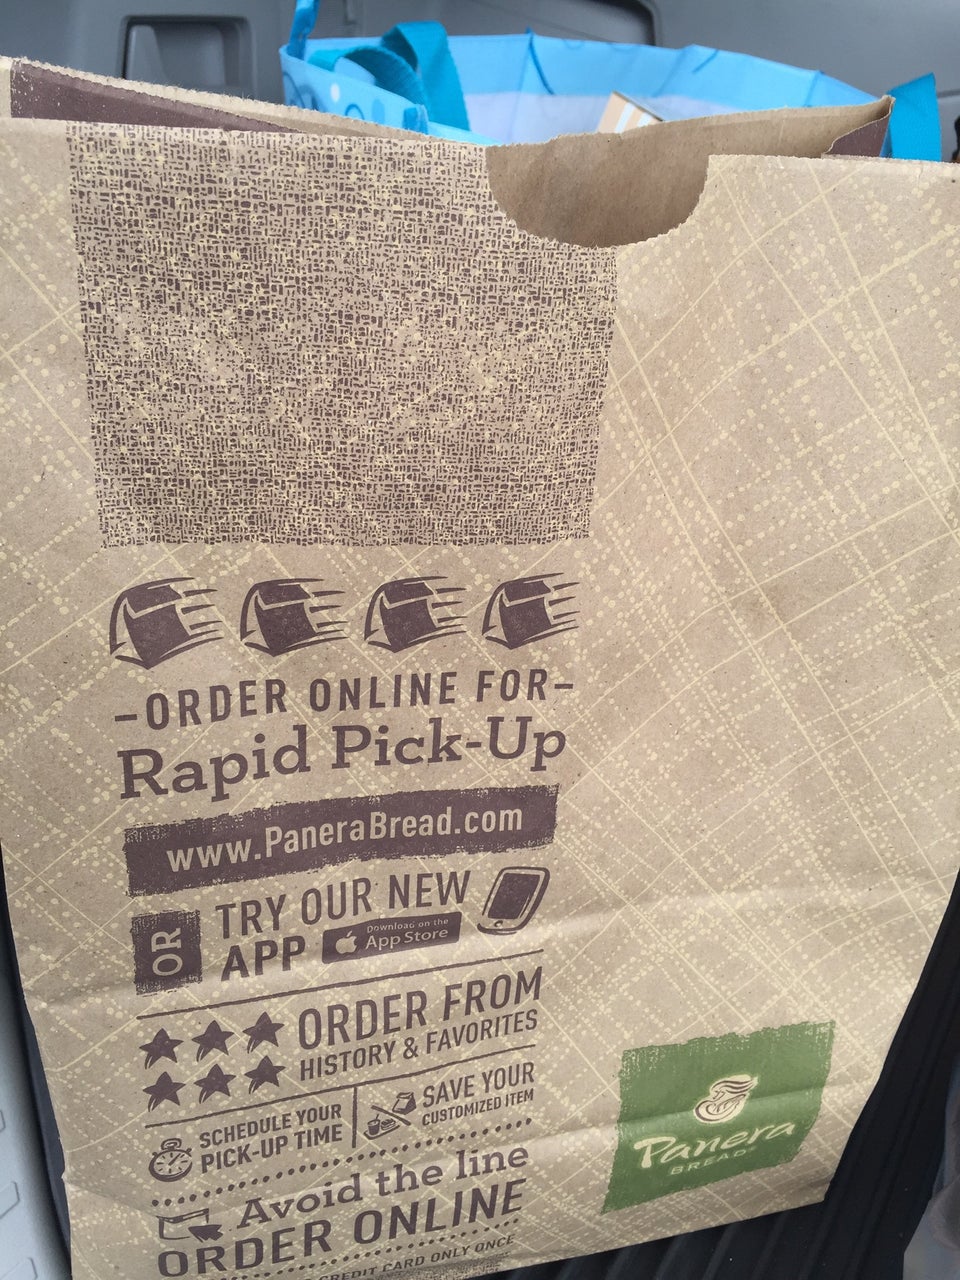 -ORDER ONLINE FOR-
Rapid Pick-Up
www.PaneraBread.com
OR
TRY OUR NEW
APP
Download on the
App Store
ORDER FROM
HISTORY & FAVORITES
SCHEDULE YOUR
PICK-UP TIME
SAVE YOUR
CUSTOMIZED ITEM
Avoid the line
ORDER ONLINE
CREDIT CARD ONLY ONCE
Panera
BREAD®